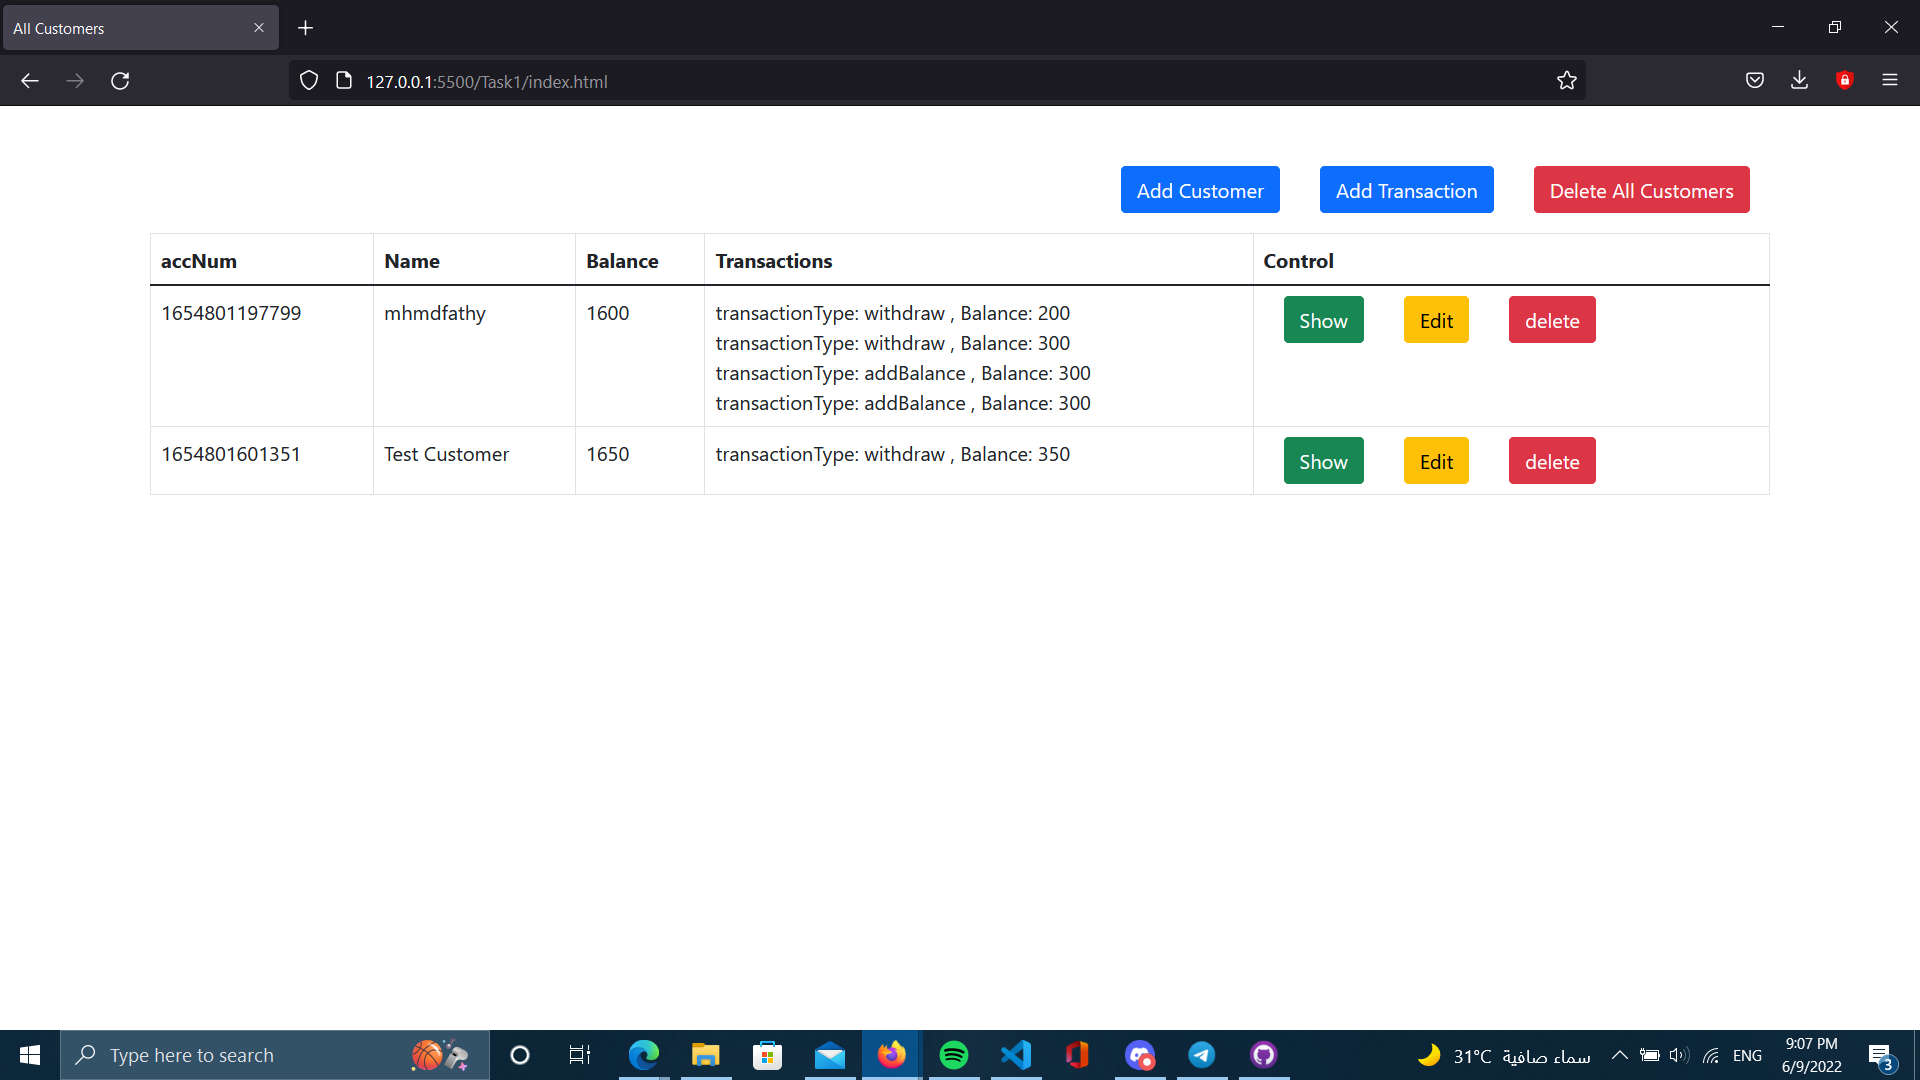 All Customers
127.0.0.1:5500/Task1/index.html
Add Customer Add Transaction Delete All Customers
accNum Name Balance Transactions Control
1654801197799 mhmdfathy 1600 transactionType: withdraw , Balance: 200 Show Edit delete
transactionType: withdraw , Balance: 300
transactionType: addBalance , Balance: 300
transactionType: addBalance , Balance: 300
1654801601351 Test Customer 1650 transactionType: withdraw , Balance: 350 Show Edit delete
Type here to search
31°C سماء صافية
ENG
9:07 PM
6/9/2022
3